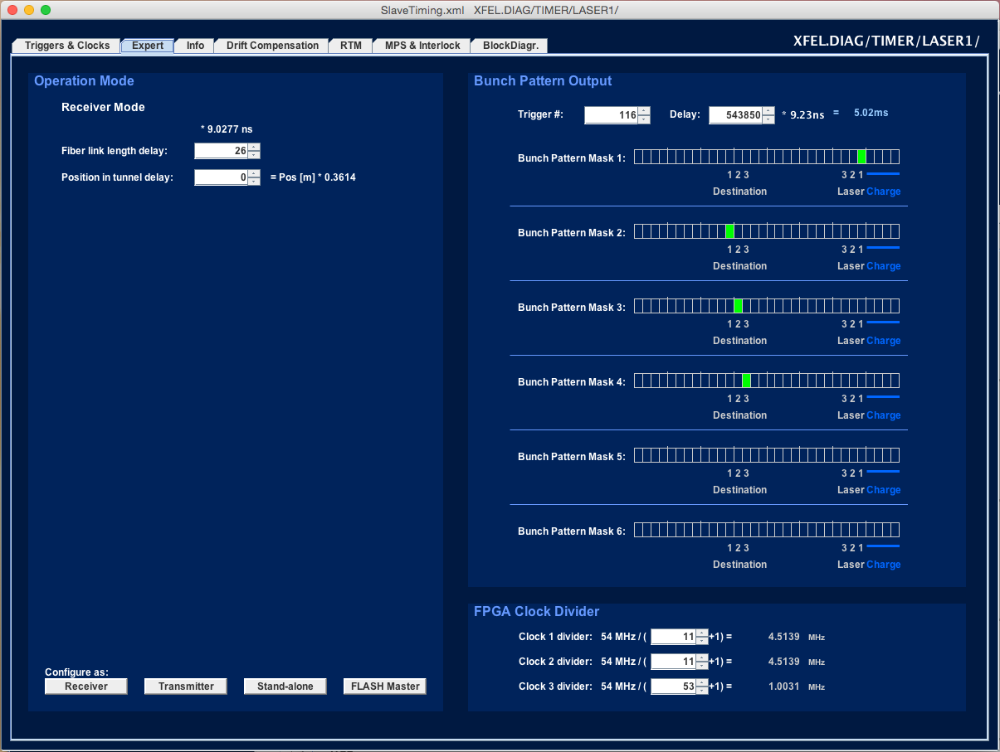 SlaveTiming.xml XFEL.DIAG/TIMER/LASER1/
XFEL.DIAG/TIMER/LASER1/
Triggers & Clocks Expert Info Drift Compensation RTM MPS & Interlock BlockDiagr.
Operation Mode
Receiver Mode
* 9.0277 ns
Fiber link length delay: 26
Position in tunnel delay: 0 = Pos [m] * 0.3614
Configure as:
Receiver Transmitter Stand-alone FLASH Master
Bunch Pattern Output
Trigger #: 116 Delay: 543850 * 9.23ns = 5.02ms
Bunch Pattern Mask 1:
1 2 3 3 2 1
Destination Laser Charge
Bunch Pattern Mask 2:
1 2 3 3 2 1
Destination Laser Charge
Bunch Pattern Mask 3:
1 2 3 3 2 1
Destination Laser Charge
Bunch Pattern Mask 4:
1 2 3 3 2 1
Destination Laser Charge
Bunch Pattern Mask 5:
1 2 3 3 2 1
Destination Laser Charge
Bunch Pattern Mask 6:
1 2 3 3 2 1
Destination Laser Charge
FPGA Clock Divider
Clock 1 divider: 54 MHz / ( 11 +1) = 4.5139 MHz
Clock 2 divider: 54 MHz / ( 11 +1) = 4.5139 MHz
Clock 3 divider: 54 MHz / ( 53 +1) = 1.0031 MHz